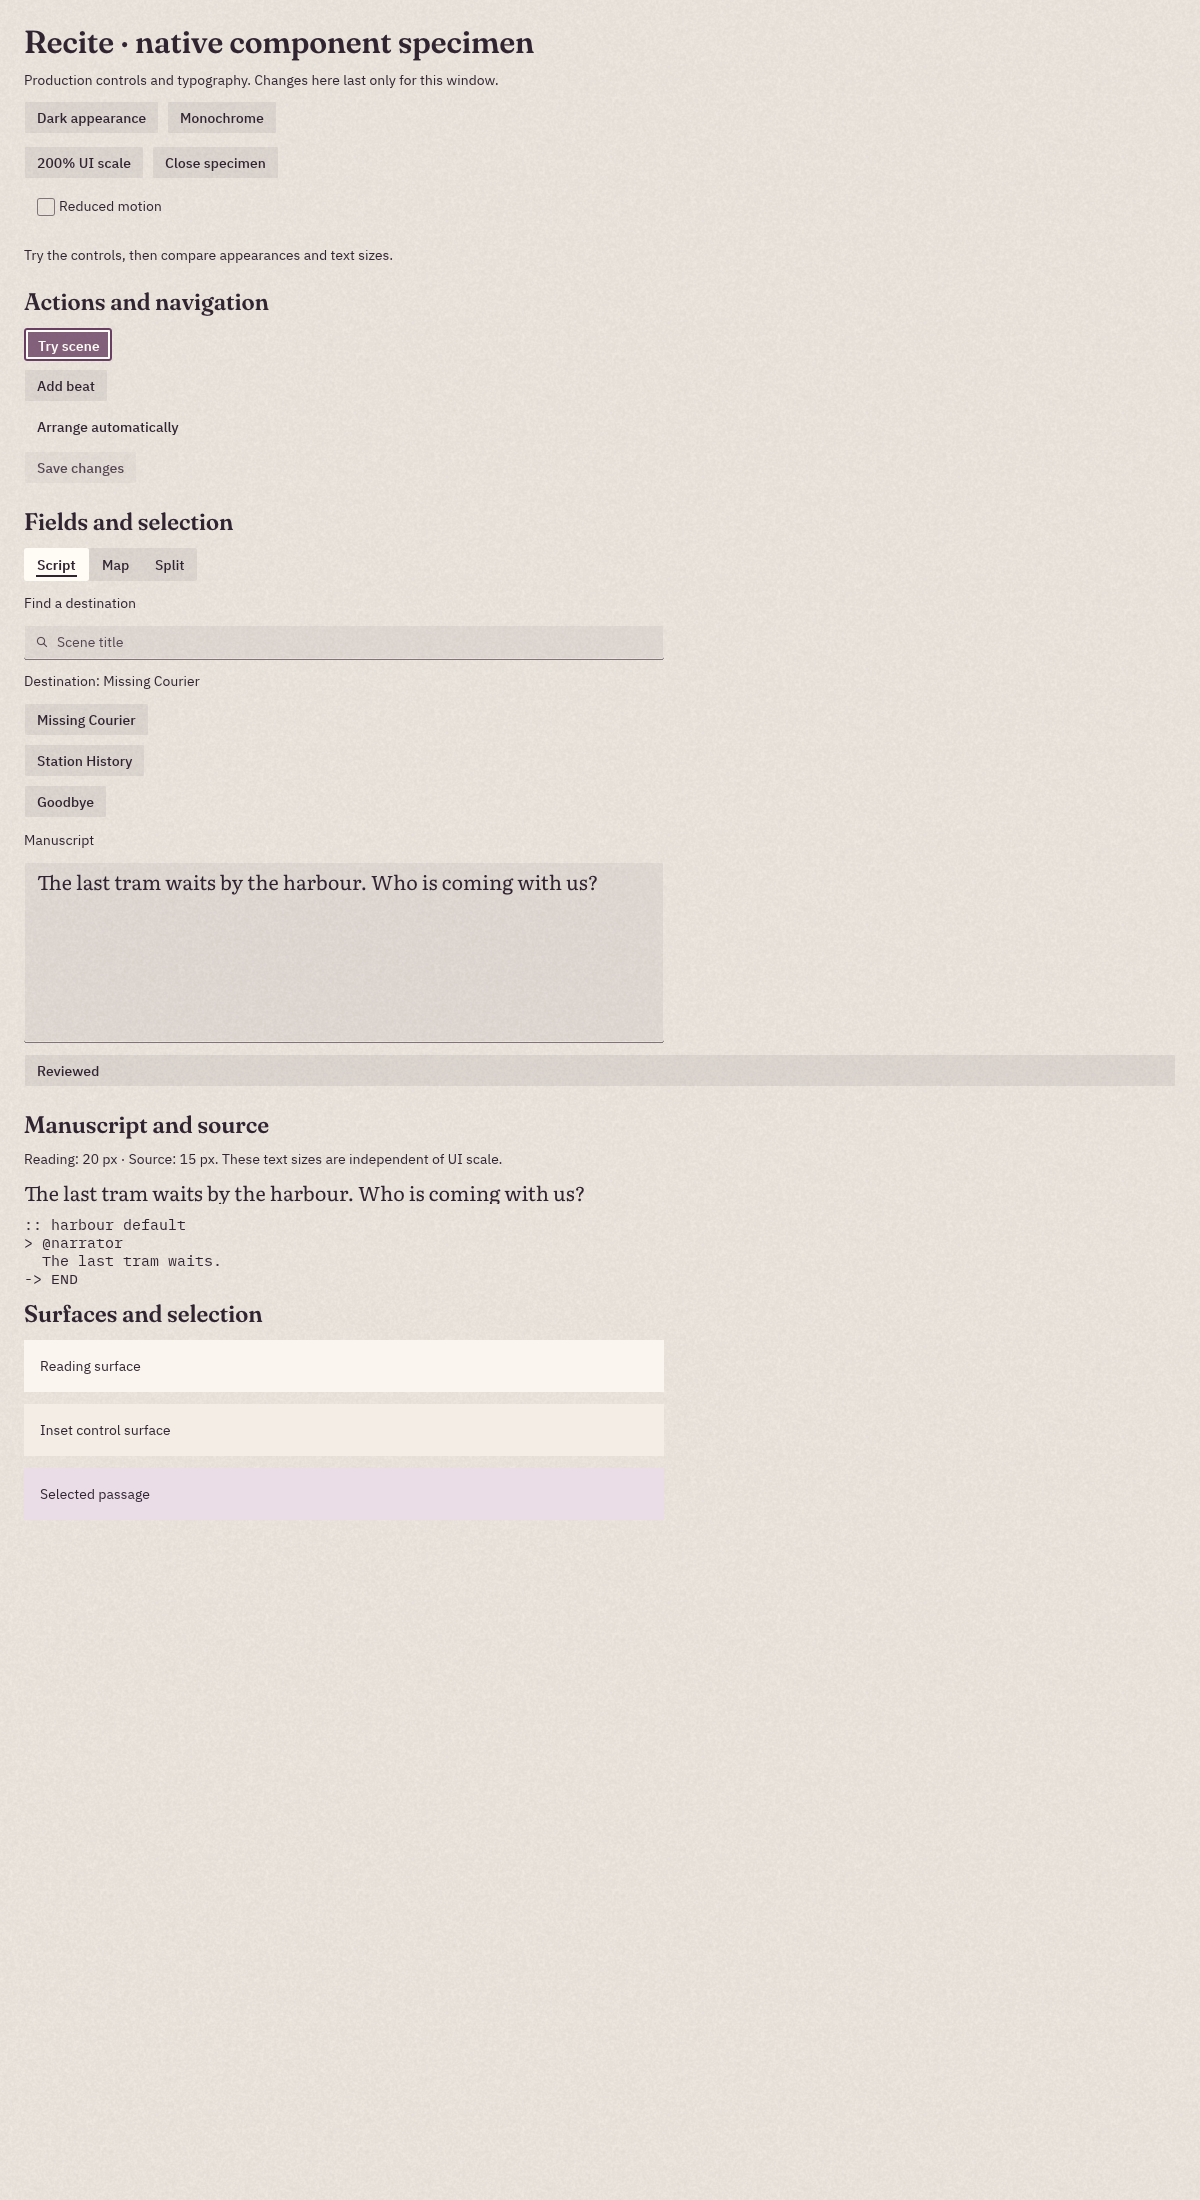 Recite · native component specimen
Production controls and typography. Changes here last only for this window.
Dark appearance Monochrome
200% UI scale Close specimen
Reduced motion
Try the controls, then compare appearances and text sizes.
Actions and navigation
Try scene
Add beat
Arrange automatically
Save changes
Fields and selection
Script Map Split
Find a destination
Scene title
Destination: Missing Courier
Missing Courier
Station History
Goodbye
Manuscript
The last tram waits by the harbour. Who is coming with us?
Reviewed
Manuscript and source
Reading: 20 px · Source: 15 px. These text sizes are independent of UI scale.
The last tram waits by the harbour. Who is coming with us?
:: harbour default
> @narrator
  The last tram waits.
-> END
Surfaces and selection
Reading surface
Inset control surface
Selected passage